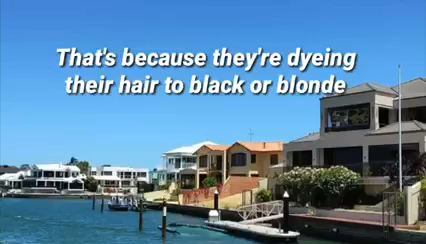 That's because they're dyeing
their hair to black or blonde